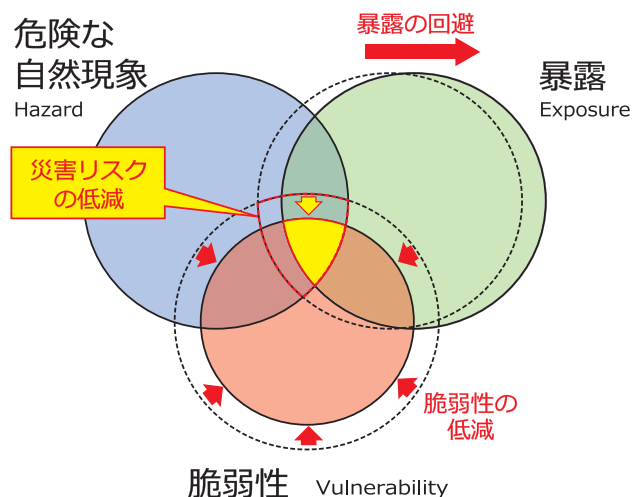 危険な
自然現象
Hazard
暴露の回避
暴露
Exposure
災害リスク
の低減
脆弱性の
低減
脆弱性 Vulnerability